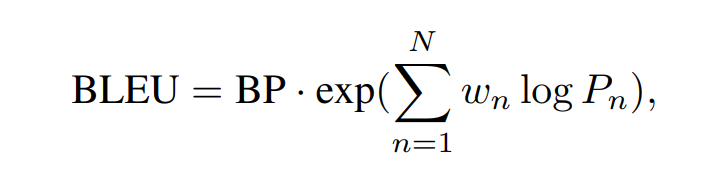 BLEU = BP · exp(∑_{n=1}^{N} w_n log P_n),